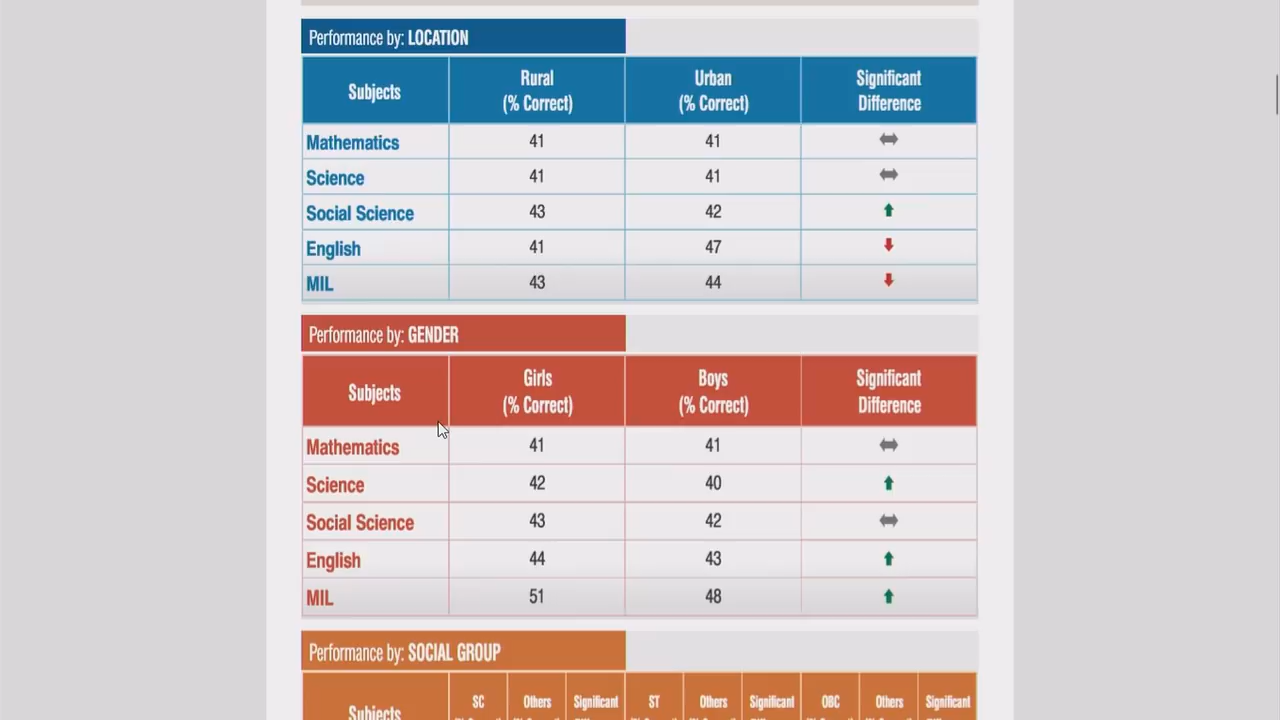 Performance by: LOCATION
Subjects Rural (% Correct) Urban (% Correct) Significant Difference
Mathematics 41 41
Science 41 41
Social Science 43 42
English 41 47
MIL 43 44
Performance by: GENDER
Subjects Girls (% Correct) Boys (% Correct) Significant Difference
Mathematics 41 41
Science 42 40
Social Science 43 42
English 44 43
MIL 51 48
Performance by: SOCIAL GROUP
Subjects SC Others Significant ST Others Significant OBC Others Significant